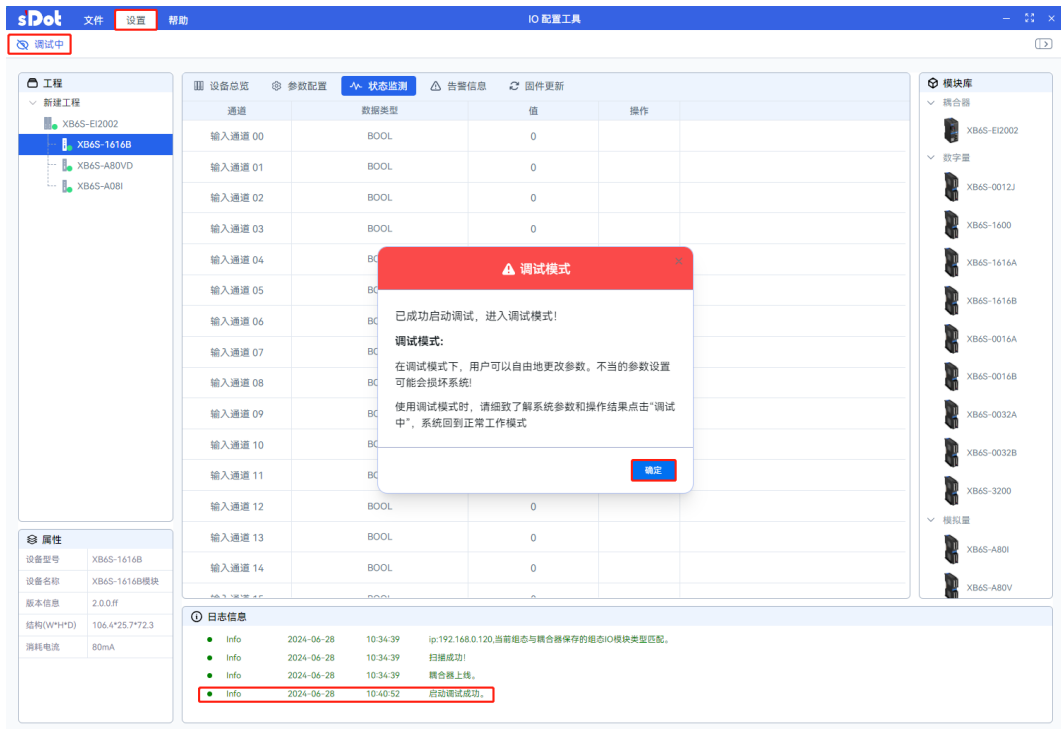 sDot 文件 设置 帮助 IO 配置工具
调试中
工程
新建工程
XB6S-EI2002
XB6S-1616B
XB6S-A80VD
XB6S-A08I
设备总览 参数配置 状态监测 告警信息 固件更新
通道 数据类型 值 操作
输入通道 00 BOOL 0
输入通道 01 BOOL 0
输入通道 02 BOOL 0
输入通道 03 BOOL 0
输入通道 04 BO
输入通道 05 BO
输入通道 06 BO
输入通道 07 BO
输入通道 08 BO
输入通道 09 BO
输入通道 10 BO
输入通道 11 BO
输入通道 12 BOOL 0
输入通道 13 BOOL 0
输入通道 14 BOOL 0
调试模式
已成功启动调试，进入调试模式!
调试模式:
在调试模式下，用户可以自由地更改参数。不当的参数设置
可能会损坏系统!
使用调试模式时，请细致了解系统参数和操作结果点击“调试
中”，系统回到正常工作模式
确定
模块库
耦合器
XB6S-EI2002
数字量
XB6S-0012J
XB6S-1600
XB6S-1616A
XB6S-1616B
XB6S-0016A
XB6S-0016B
XB6S-0032A
XB6S-0032B
XB6S-3200
模拟量
XB6S-A80I
XB6S-A80V
属性
设备型号 XB6S-1616B
设备名称 XB6S-1616B模块
版本信息 2.0.0.ff
结构(W*H*D) 106.4*25.7*72.3
消耗电流 80mA
日志信息
Info 2024-06-28 10:34:39 ip:192.168.0.120,当前组态与耦合器保存的组态IO模块类型匹配。
Info 2024-06-28 10:34:39 扫描成功!
Info 2024-06-28 10:34:39 耦合器上线。
Info 2024-06-28 10:40:52 启动调试成功。